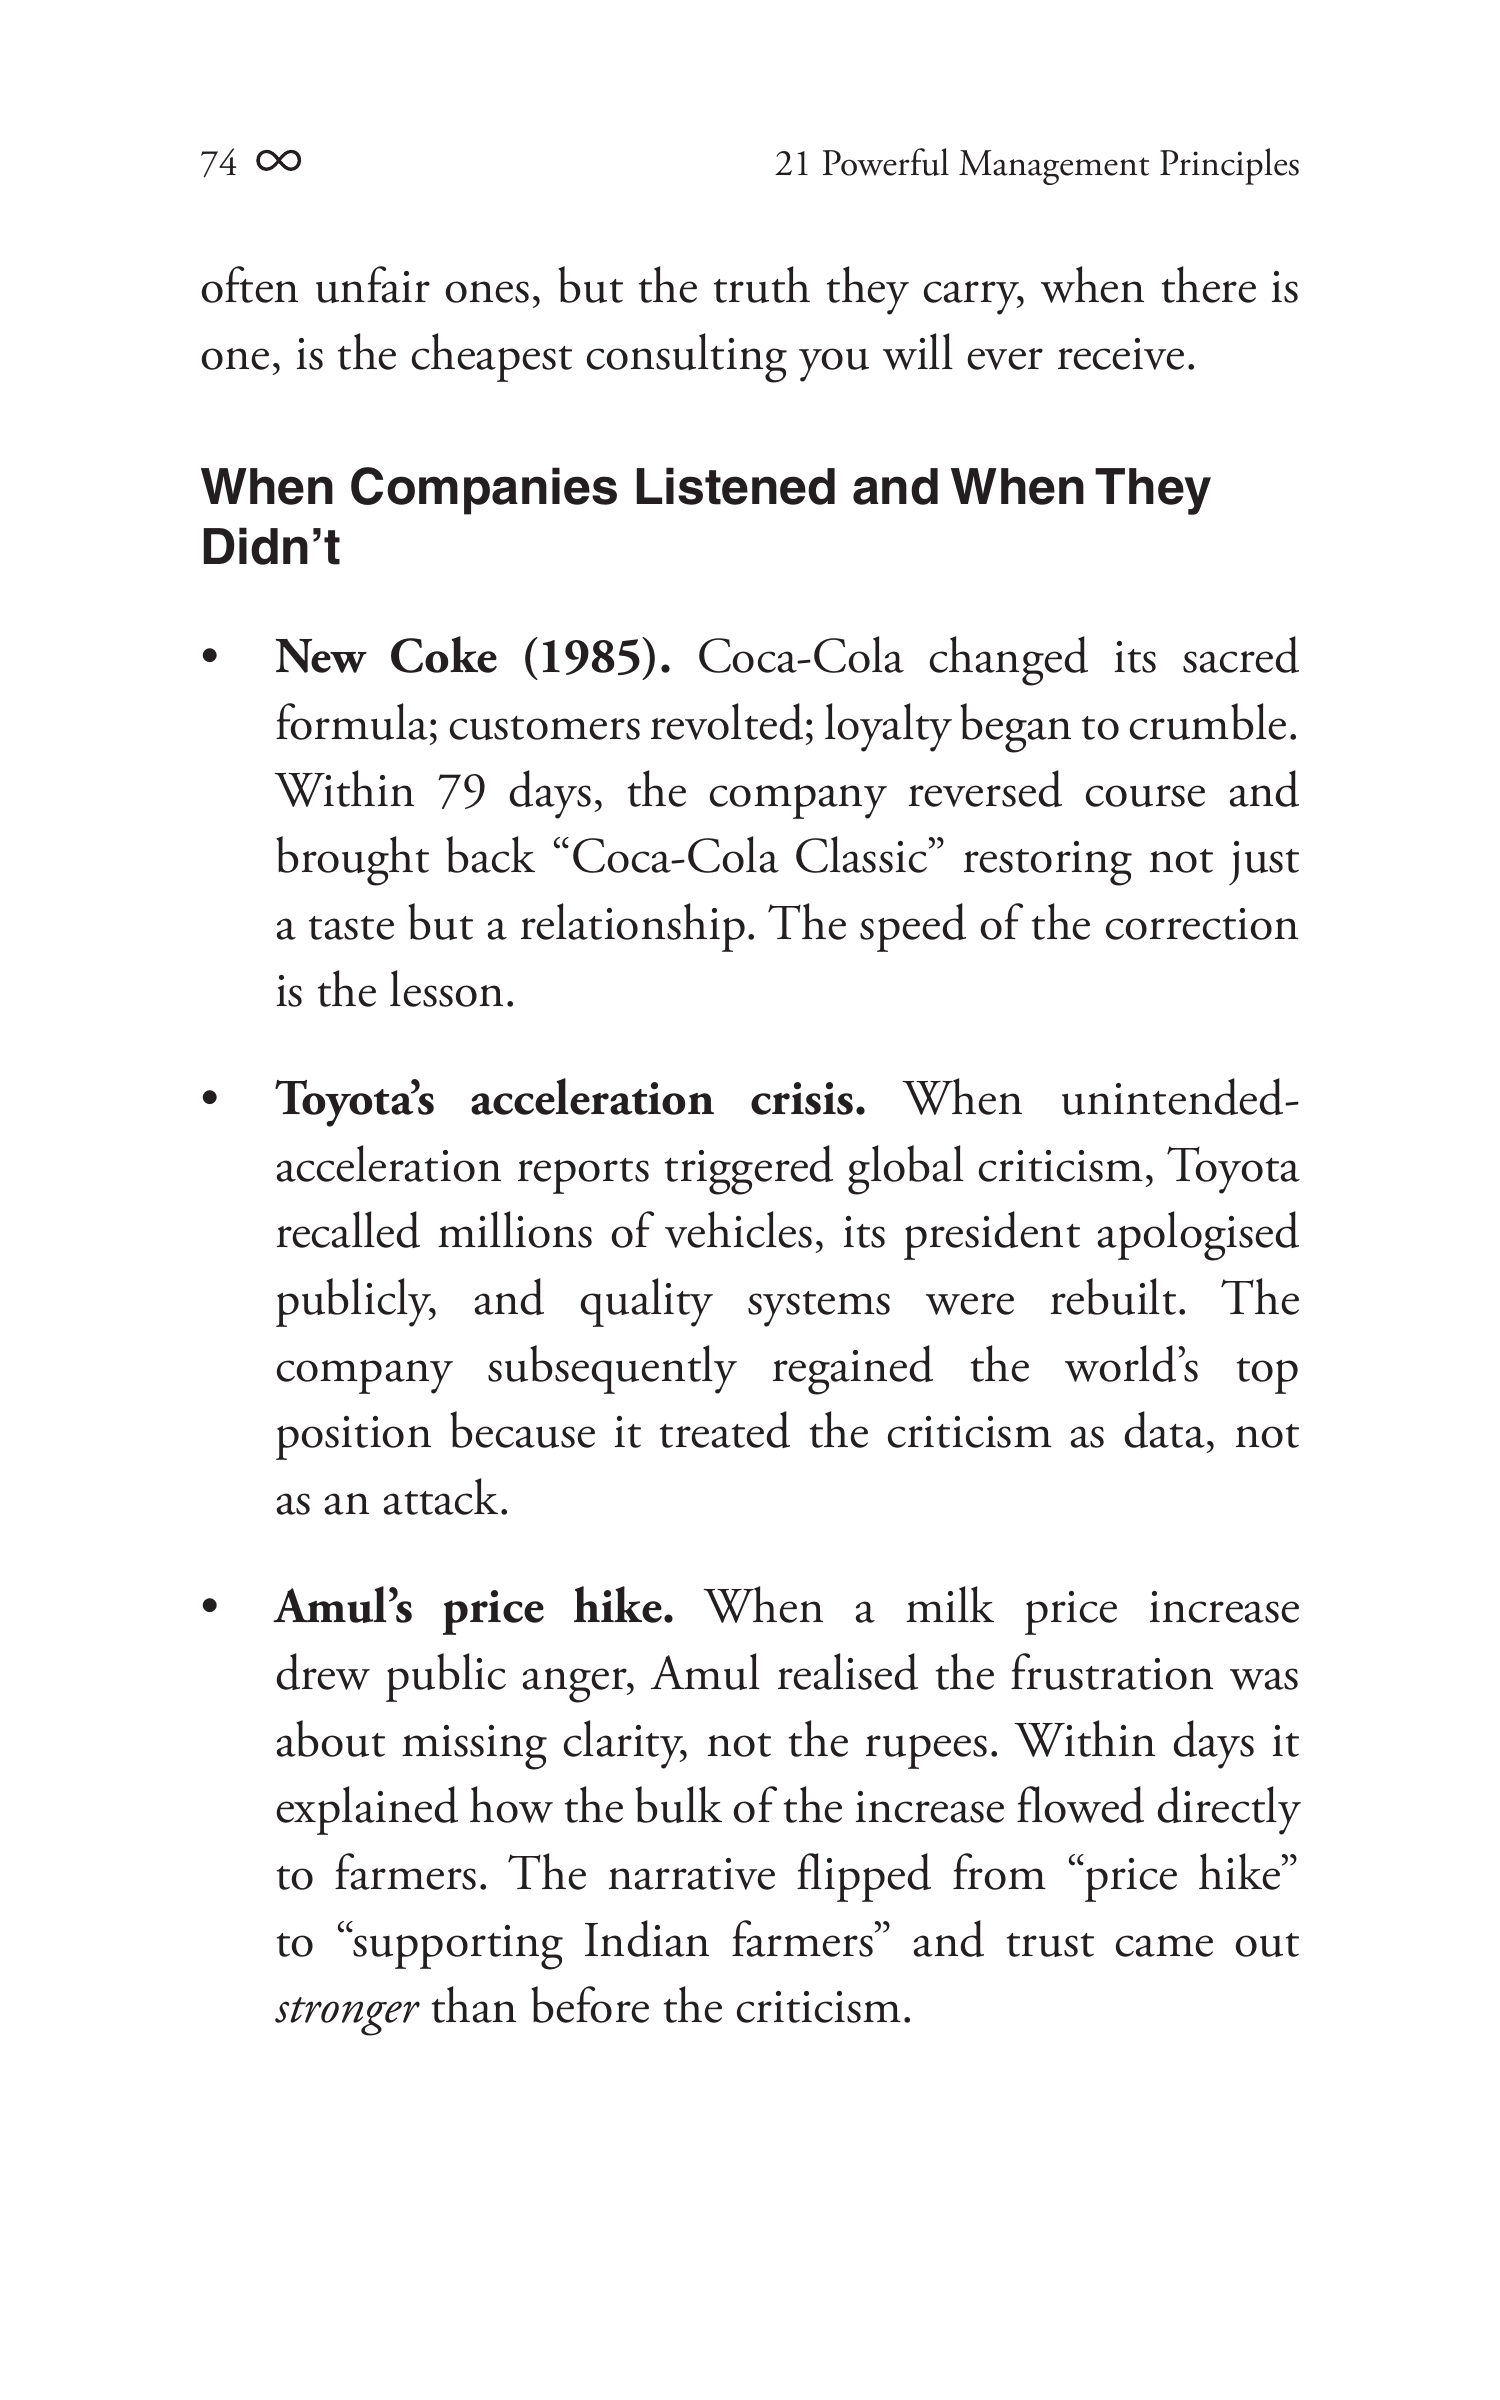 74 ∞ 21 Powerful Management Principles
often unfair ones, but the truth they carry, when there is
one, is the cheapest consulting you will ever receive.
When Companies Listened and When They
Didn’t
• New Coke (1985). Coca-Cola changed its sacred
formula; customers revolted; loyalty began to crumble.
Within 79 days, the company reversed course and
brought back “Coca-Cola Classic” restoring not just
a taste but a relationship. The speed of the correction
is the lesson.
• Toyota’s acceleration crisis. When unintended-
acceleration reports triggered global criticism, Toyota
recalled millions of vehicles, its president apologised
publicly, and quality systems were rebuilt. The
company subsequently regained the world’s top
position because it treated the criticism as data, not
as an attack.
• Amul’s price hike. When a milk price increase
drew public anger, Amul realised the frustration was
about missing clarity, not the rupees. Within days it
explained how the bulk of the increase flowed directly
to farmers. The narrative flipped from “price hike”
to “supporting Indian farmers” and trust came out
stronger than before the criticism.